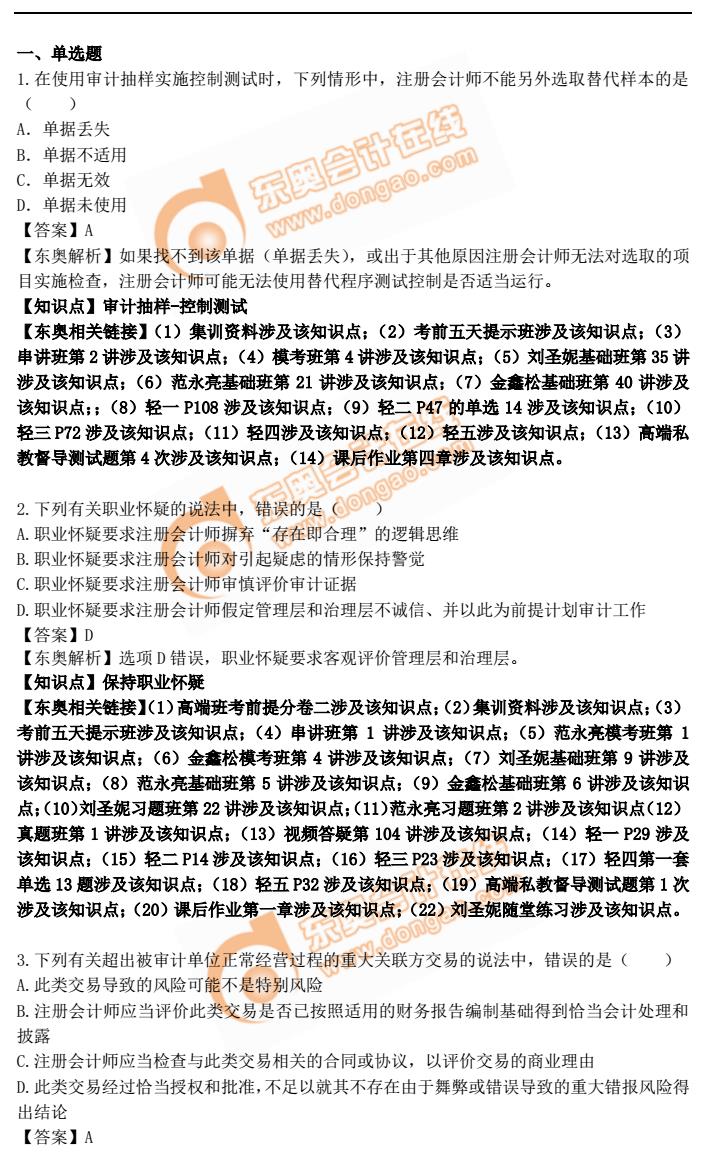 一、单选题
1.在使用审计抽样实施控制测试时，下列情形中，注册会计师不能另外选取替代样本的是
（　　）
A．单据丢失
B．单据不适用
C．单据无效
D．单据未使用
【答案】A
【东奥解析】如果找不到该单据（单据丢失），或出于其他原因注册会计师无法对选取的项
目实施检查，注册会计师可能无法使用替代程序测试控制是否适当运行。
【知识点】审计抽样-控制测试
【东奥相关链接】（1）集训资料涉及该知识点；（2）考前五天提示班涉及该知识点；（3）
串讲班第 2 讲涉及该知识点；（4）模考班第 4 讲涉及该知识点；（5）刘圣妮基础班第 35 讲
涉及该知识点；（6）范永亮基础班第 21 讲涉及该知识点；（7）金鑫松基础班第 40 讲涉及
该知识点；；（8）轻一 P108 涉及该知识点；（9）轻二 P47 的单选 14 涉及该知识点；（10）
轻三 P72 涉及该知识点；（11）轻四涉及该知识点；（12）轻五涉及该知识点；（13）高端私
教督导测试题第 4 次涉及该知识点；（14）课后作业第四章涉及该知识点。
2.下列有关职业怀疑的说法中，错误的是（　　）
A.职业怀疑要求注册会计师摒弃“存在即合理”的逻辑思维
B.职业怀疑要求注册会计师对引起疑虑的情形保持警觉
C.职业怀疑要求注册会计师审慎评价审计证据
D.职业怀疑要求注册会计师假定管理层和治理层不诚信、并以此为前提计划审计工作
【答案】D
【东奥解析】选项 D 错误，职业怀疑要求客观评价管理层和治理层。
【知识点】保持职业怀疑
【东奥相关链接】（1）高端班考前提分卷二涉及该知识点；（2）集训资料涉及该知识点；（3）
考前五天提示班涉及该知识点；（4）串讲班第 1 讲涉及该知识点；（5）范永亮模考班第 1
讲涉及该知识点；（6）金鑫松模考班第 4 讲涉及该知识点；（7）刘圣妮基础班第 9 讲涉及
该知识点；（8）范永亮基础班第 5 讲涉及该知识点；（9）金鑫松基础班第 6 讲涉及该知识
点；（10）刘圣妮习题班第 22 讲涉及该知识点；（11）范永亮习题班第 2 讲涉及该知识点（12）
真题班第 1 讲涉及该知识点；（13）视频答疑第 104 讲涉及该知识点；（14）轻一 P29 涉及
该知识点；（15）轻二 P14 涉及该知识点；（16）轻三 P23 涉及该知识点；（17）轻四第一套
单选 13 题涉及该知识点；（18）轻五 P32 涉及该知识点；（19）高端私教督导测试题第 1 次
涉及该知识点；（20）课后作业第一章涉及该知识点；（22）刘圣妮随堂练习涉及该知识点。
3.下列有关超出被审计单位正常经营过程的重大关联方交易的说法中，错误的是（　　）
A.此类交易导致的风险可能不是特别风险
B.注册会计师应当评价此类交易是否已按照适用的财务报告编制基础得到恰当会计处理和
披露
C.注册会计师应当检查与此类交易相关的合同或协议，以评价交易的商业理由
D.此类交易经过恰当授权和批准，不足以就其不存在由于舞弊或错误导致的重大错报风险得
出结论
【答案】A
东奥会计在线
www.dongao.com
东奥会计在线
www.dongao.com
东奥会计在线
www.dongao.com